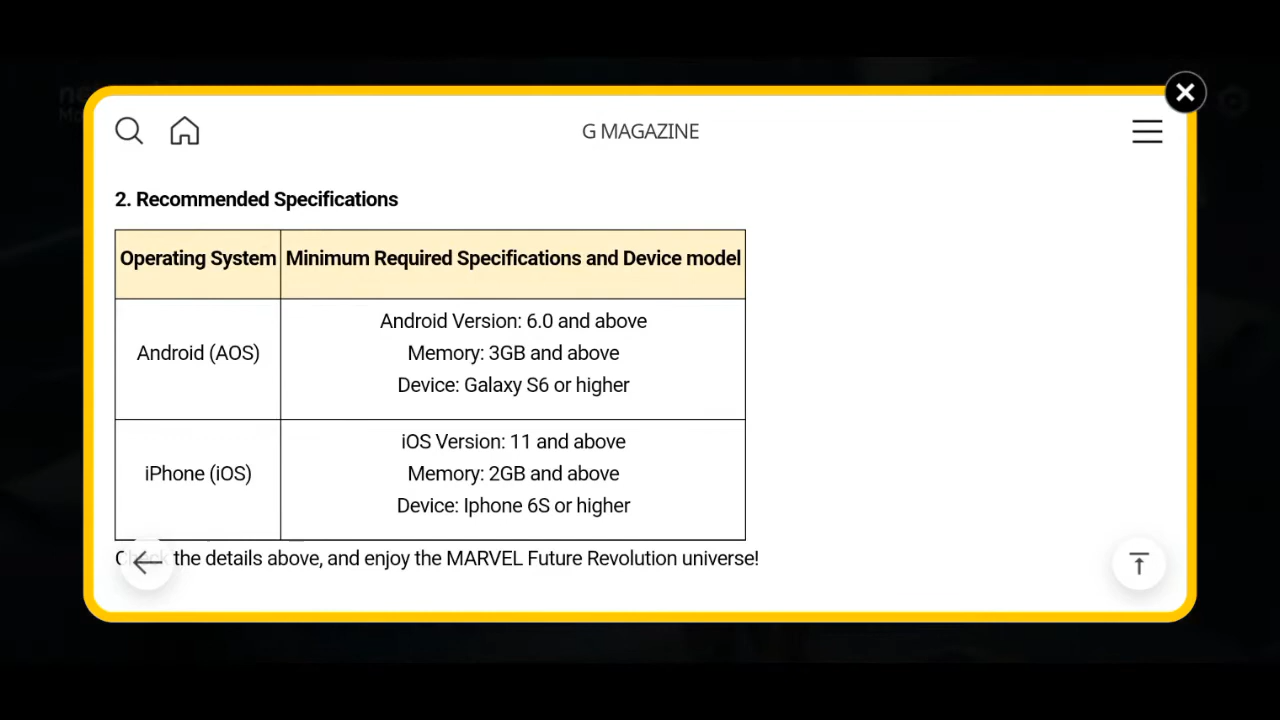 G MAGAZINE
2. Recommended Specifications
Operating System Minimum Required Specifications and Device model
Android (AOS)
Android Version: 6.0 and above
Memory: 3GB and above
Device: Galaxy S6 or higher
iPhone (iOS)
iOS Version: 11 and above
Memory: 2GB and above
Device: Iphone 6S or higher
the details above, and enjoy the MARVEL Future Revolution universe!